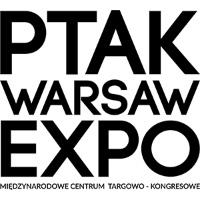 PTAK
WARSAW
EXPO
MIĘDZYNARODOWE CENTRUM TARGOWO - KONGRESOWE